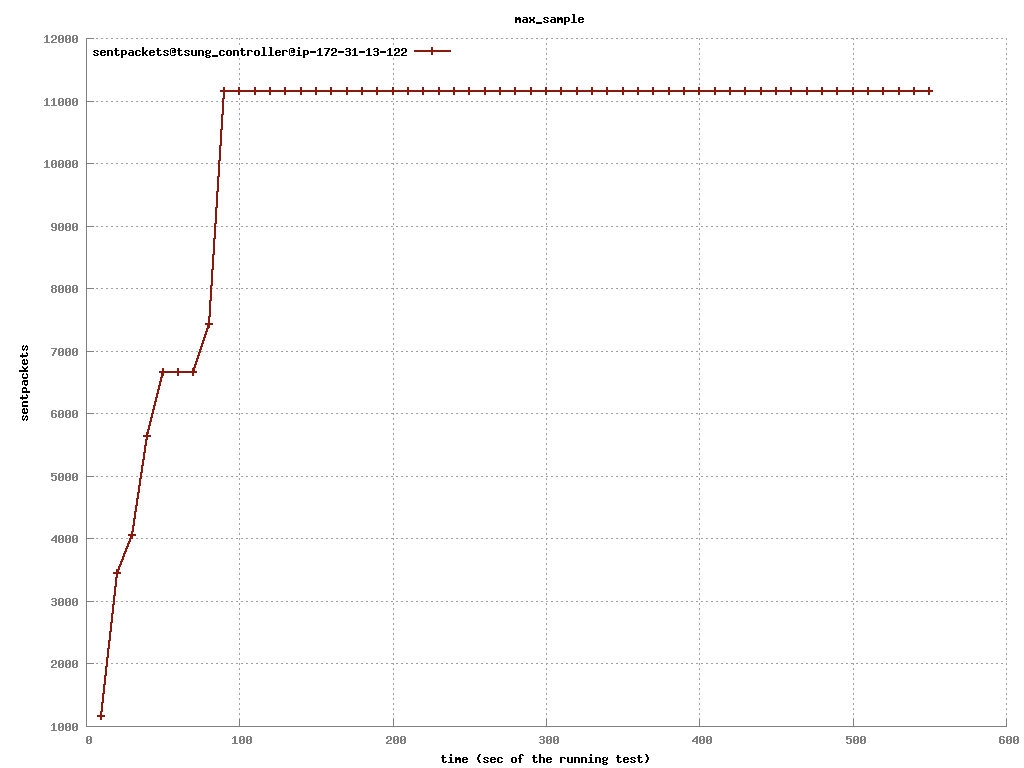 max_sample
sentpackets@tsung_controller@ip-172-31-13-122
12000
11000
10000
9000
8000
7000
6000
5000
4000
3000
2000
1000
sentpackets
0 100 200 300 400 500 600
time (sec of the running test)